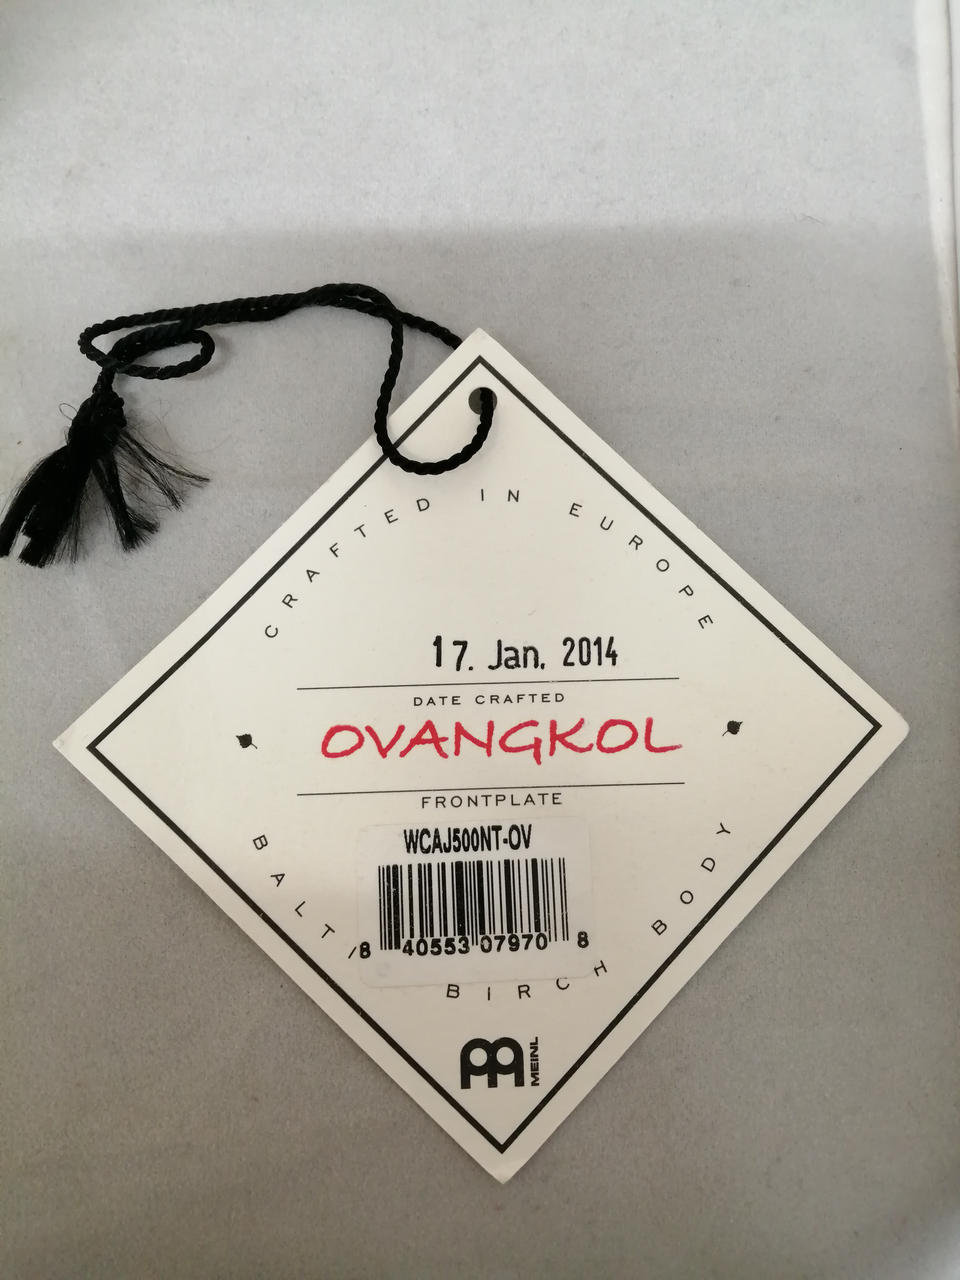 CRAFTED IN EUROPE
17. Jan. 2014
DATE CRAFTED
OVANGKOL
FRONTPLATE
WCAJ500NT-OV
8 40553 07970 8
BALTI BIRCH BODY
MEINL